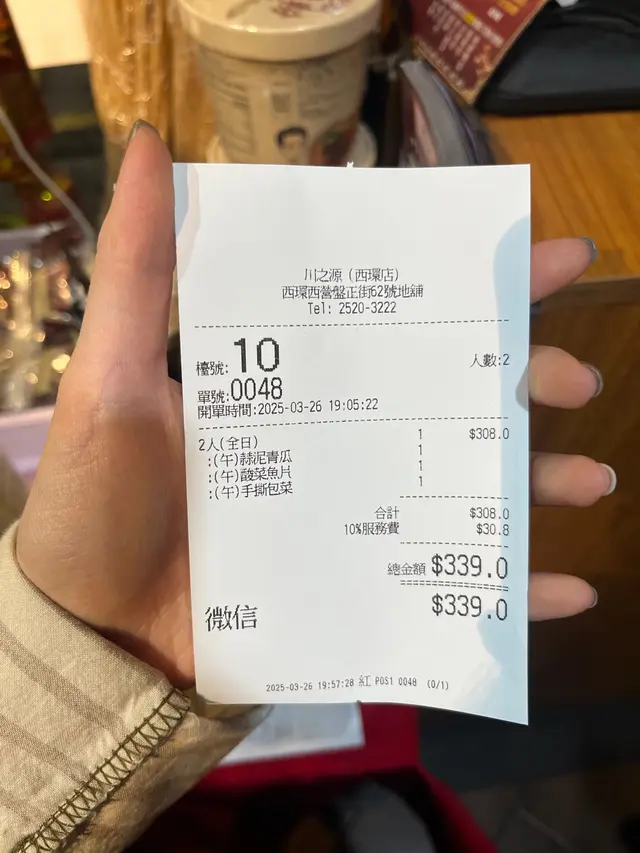 川之源（西環店）
西環西營盤正街62號地舖
Tel: 2520-3222
檯號:10 人數:2
單號:0048
開單時間:2025-03-26 19:05:22
2人(全日) 1 $308.0
:(午)蒜泥青瓜 1
:(午)酸菜魚片 1
:(午)手撕包菜 1
合計 $308.0
10%服務費 $30.8
總金額 $339.0
微信 $339.0
2025-03-26 19:57:28 紅 POS1 0048 (0/1)